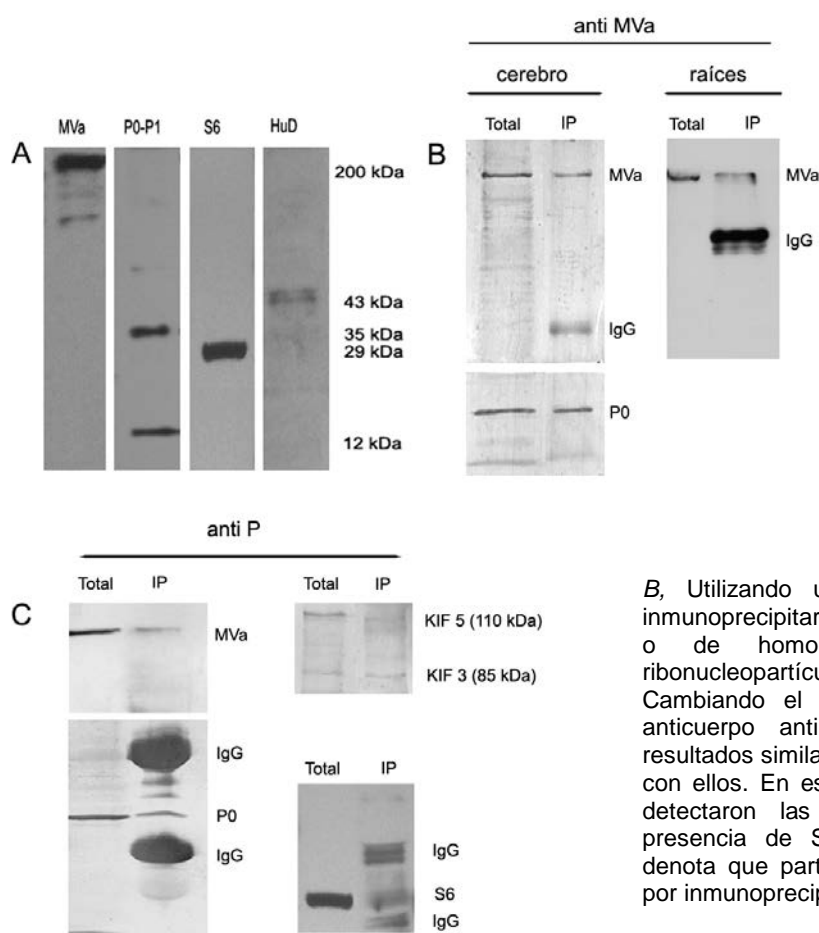 anti MVa
cerebro raíces
MVa P0-P1 S6 HuD
Total IP Total IP
A
B
200 kDa
MVa MVa
IgG
43 kDa
35 kDa
29 kDa
IgG
P0
12 kDa
anti P
Total IP Total IP
C
KIF 5 (110 kDa)
MVa
KIF 3 (85 kDa)
IgG
Total IP
P0
IgG
IgG
S6
IgG
B, Utilizando u
inmunoprecipitar
o de homo
ribonucleopartícu
Cambiando el
anticuerpo anti
resultados simila
con ellos. En es
detectaron las
presencia de S
denota que part
por inmunoprecip